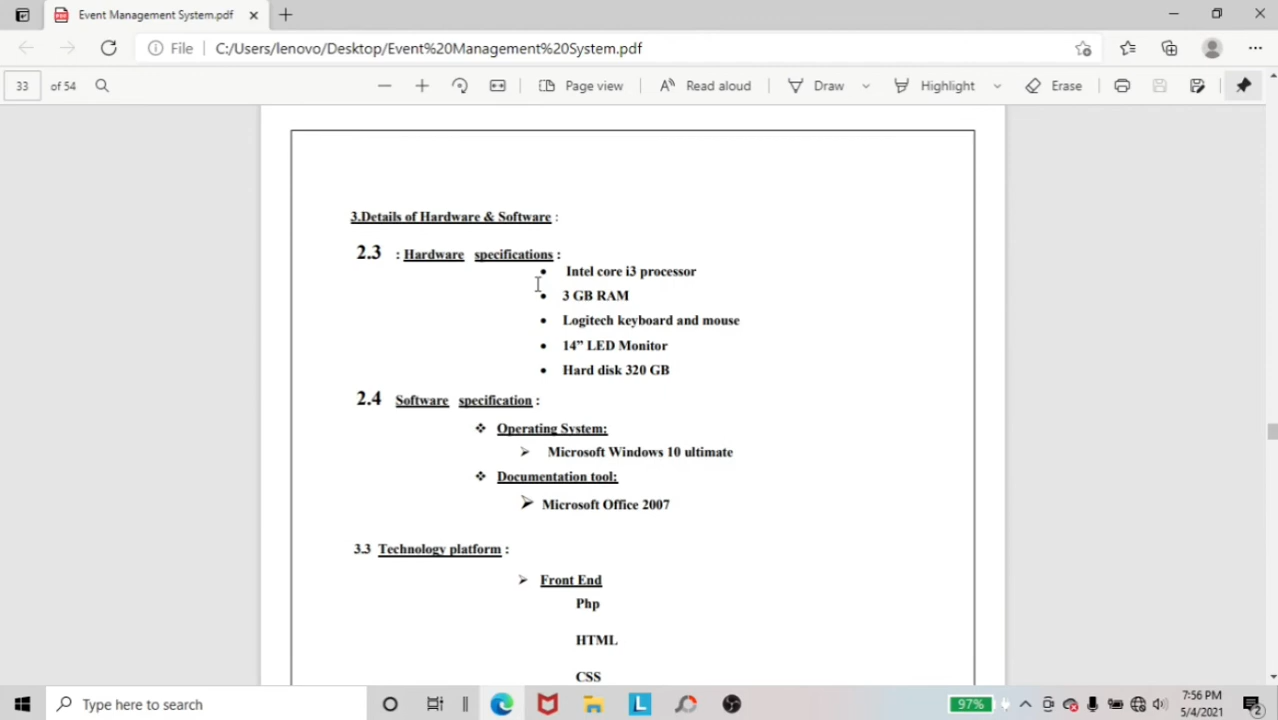 Event Management System.pdf
File C:/Users/lenovo/Desktop/Event%20Management%20System.pdf
33 of 54 Page view Read aloud Draw Highlight Erase
3.Details of Hardware & Software :
2.3 : Hardware specifications :
• Intel core i3 processor
• 3 GB RAM
• Logitech keyboard and mouse
• 14” LED Monitor
• Hard disk 320 GB
2.4 Software specification :
❖ Operating System:
➢ Microsoft Windows 10 ultimate
❖ Documentation tool:
➢ Microsoft Office 2007
3.3 Technology platform :
➢ Front End
Php
HTML
CSS
Type here to search
97%
7:56 PM
5/4/2021
2